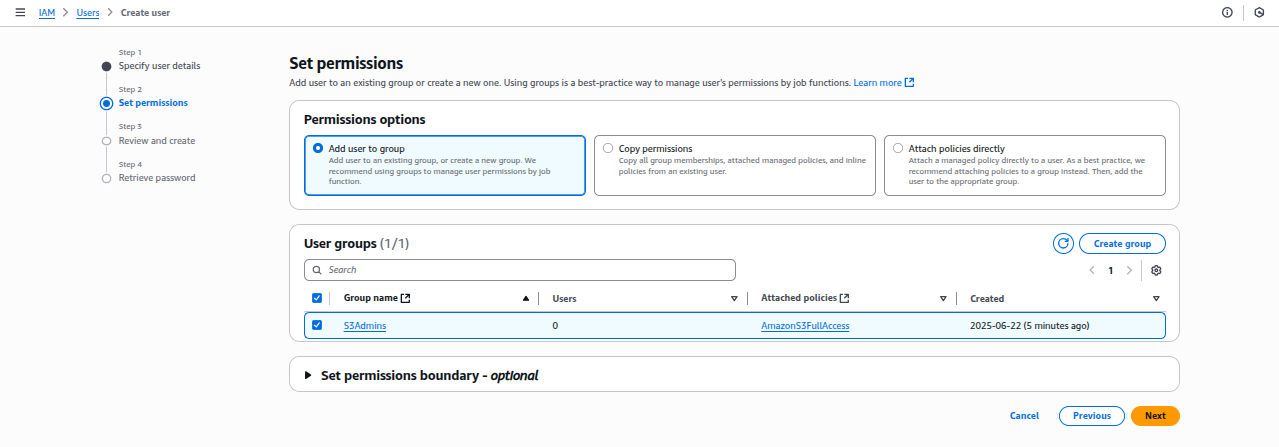 IAM > Users > Create user
Step 1
Specify user details
Step 2
Set permissions
Step 3
Review and create
Step 4
Retrieve password
Set permissions
Add user to an existing group or create a new one. Using groups is a best-practice way to manage user's permissions by job functions. Learn more
Permissions options
Add user to group
Add user to an existing group, or create a new group. We
recommend using groups to manage user permissions by job
function.
Copy permissions
Copy all group memberships, attached managed policies, and inline
policies from an existing user.
Attach policies directly
Attach a managed policy directly to a user. As a best practice, we
recommend attaching policies to a group instead. Then, add the
user to the appropriate group.
User groups (1/1)
Create group
Search
1
Group name Users Attached policies Created
S3Admins 0 AmazonS3FullAccess 2025-06-22 (5 minutes ago)
Set permissions boundary - optional
Cancel Previous Next